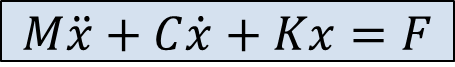 Mẍ + Cẋ + Kx = F